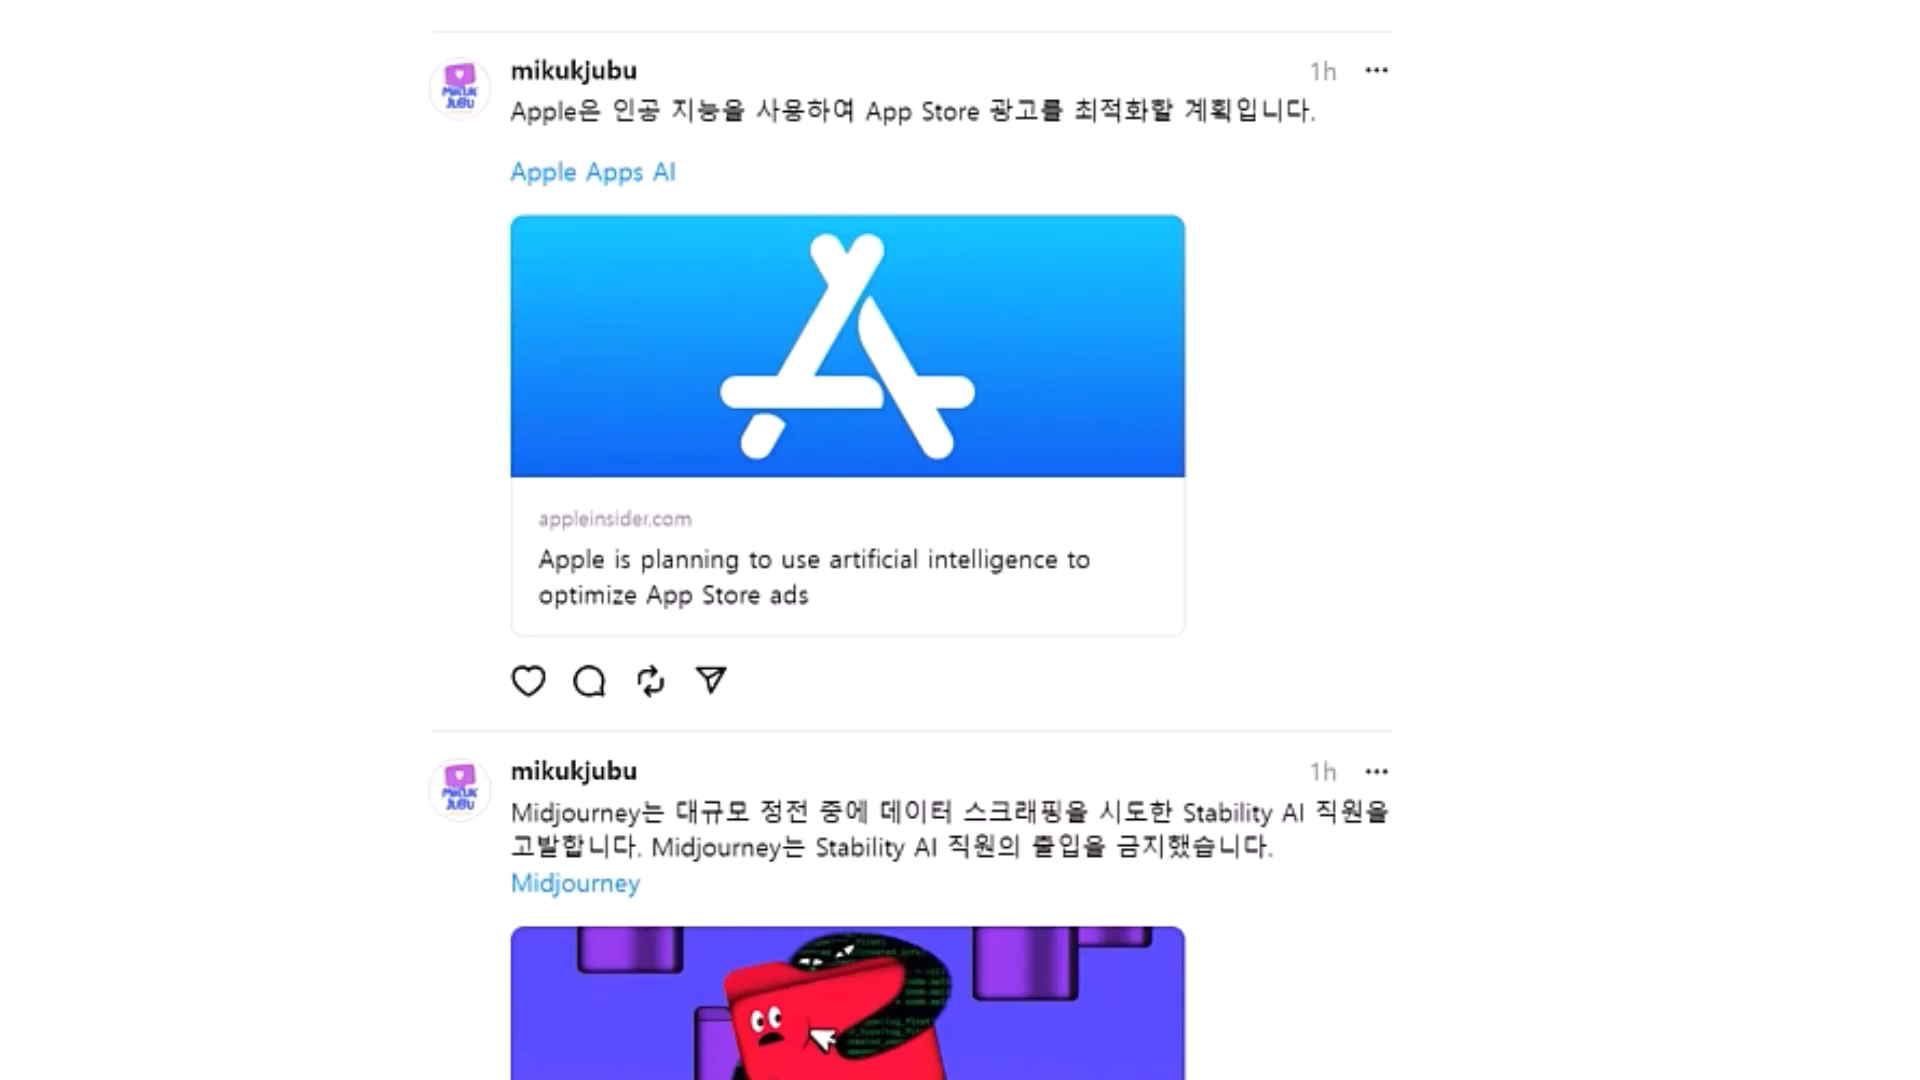 mikukjubu
1h
Apple은 인공 지능을 사용하여 App Store 광고를 최적화할 계획입니다.
Apple Apps AI
appleinsider.com
Apple is planning to use artificial intelligence to
optimize App Store ads
mikukjubu
1h
Midjourney는 대규모 정전 중에 데이터 스크래핑을 시도한 Stability AI 직원을
고발합니다. Midjourney는 Stability AI 직원의 출입을 금지했습니다.
Midjourney